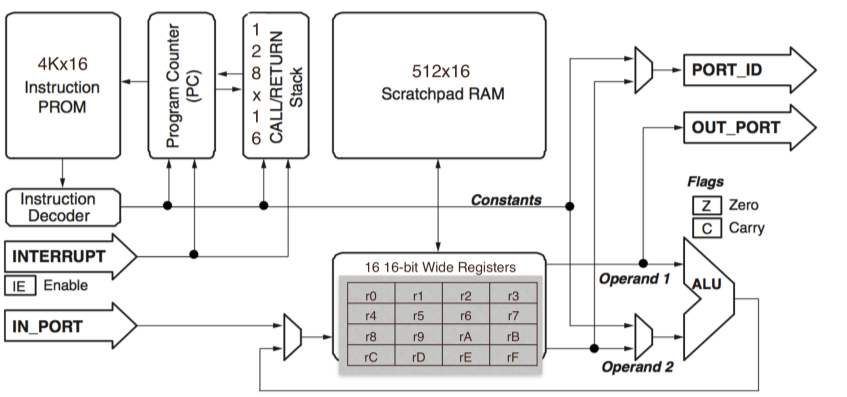 4Kx16
Instruction
PROM
Program Counter
(PC)
1
2
8
x
1
6
CALL/RETURN
Stack
512x16
Scratchpad RAM
PORT_ID
OUT_PORT
Instruction
Decoder
Constants
Flags
Z Zero
C Carry
INTERRUPT
IE Enable
IN_PORT
16 16-bit Wide Registers
r0 r1 r2 r3
r4 r5 r6 r7
r8 r9 rA rB
rC rD rE rF
Operand 1
ALU
Operand 2